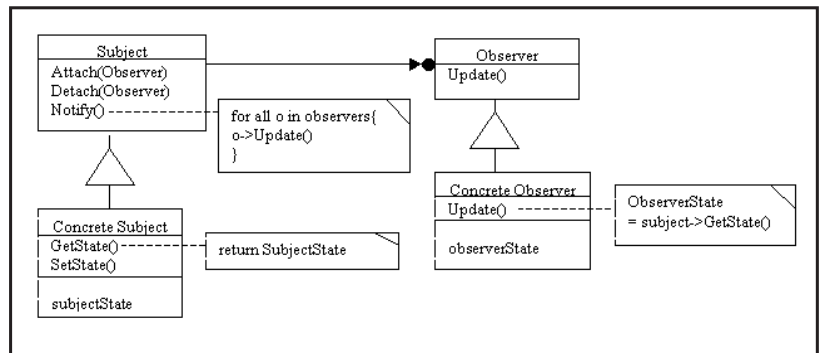 Subject
Attach(Observer)
Detach(Observer)
Notify()
for all o in observers{
o->Update()
}
Observer
Update()
Concrete Subject
GetState()
SetState()
subjectState
return SubjectState
Concrete Observer
Update()
observerState
ObserverState
= subject->GetState()